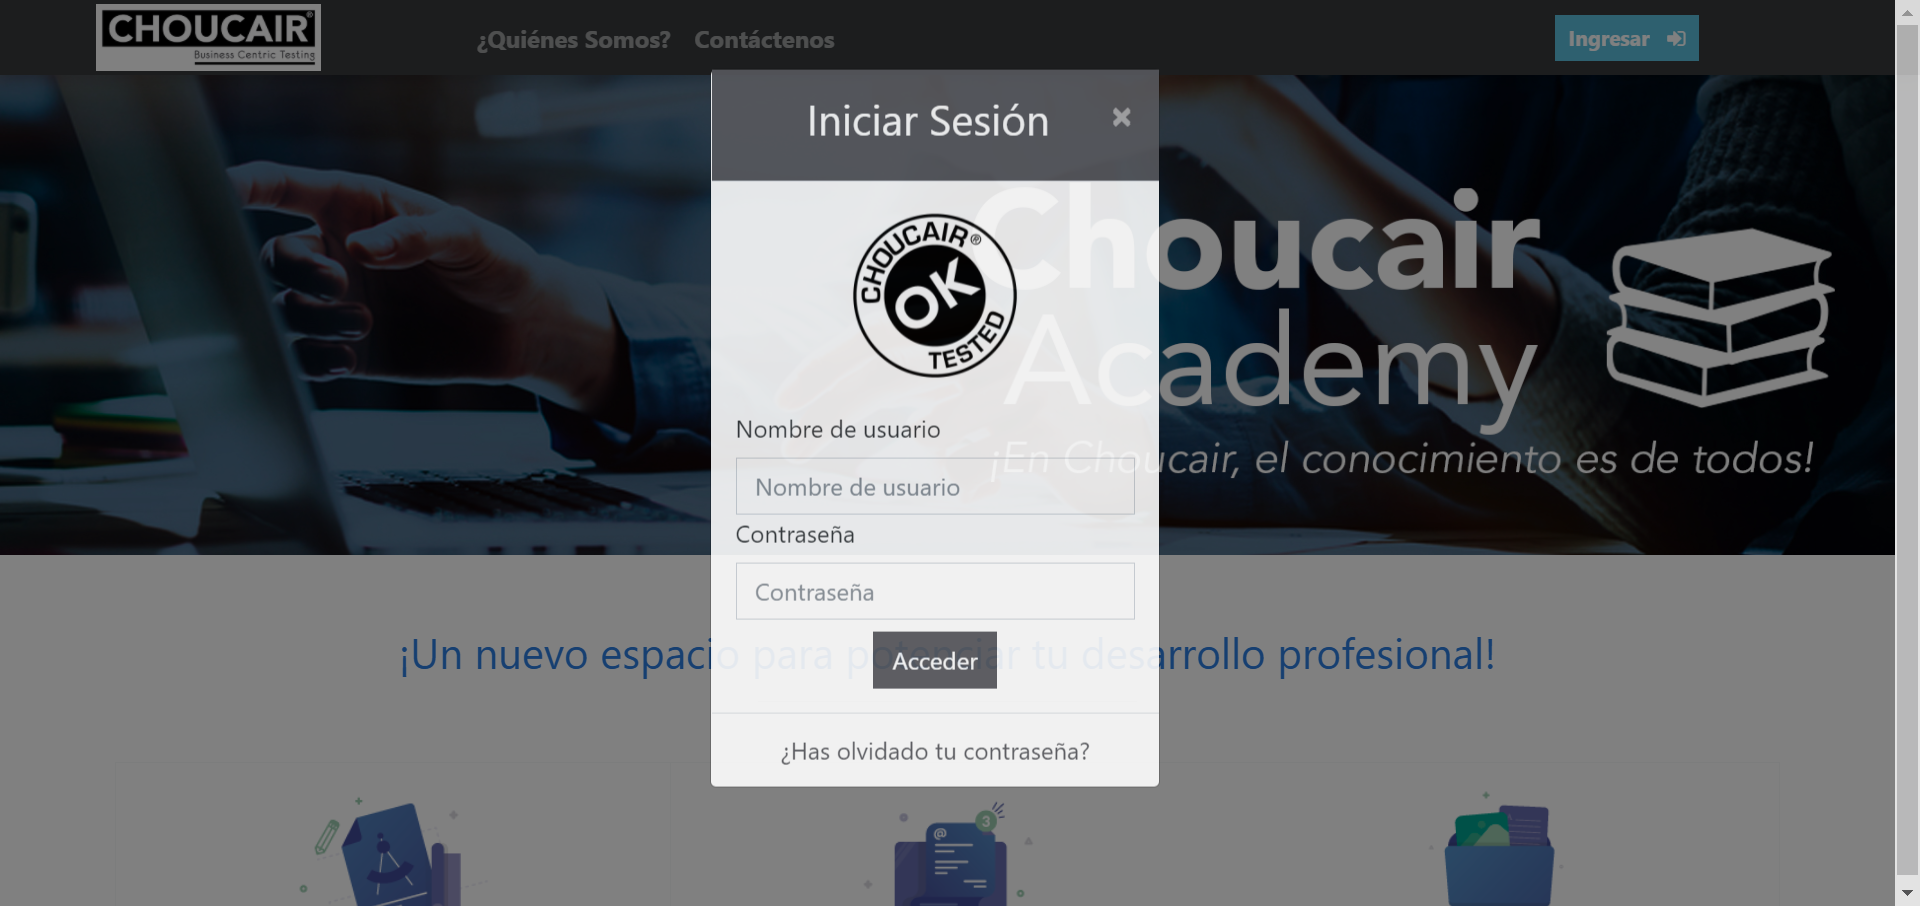 CHOUCAIR®
Business Centric Testing
¿Quiénes Somos?
Contáctenos
Ingresar
Iniciar Sesión
×
CHOUCAIR®
OK
TESTED
Choucair
Academy
¡En Choucair, el conocimiento es de todos!
Nombre de usuario
Nombre de usuario
Contraseña
Contraseña
¡Un nuevo espacio para potenciar tu desarrollo profesional!
Acceder
¿Has olvidado tu contraseña?
@
3